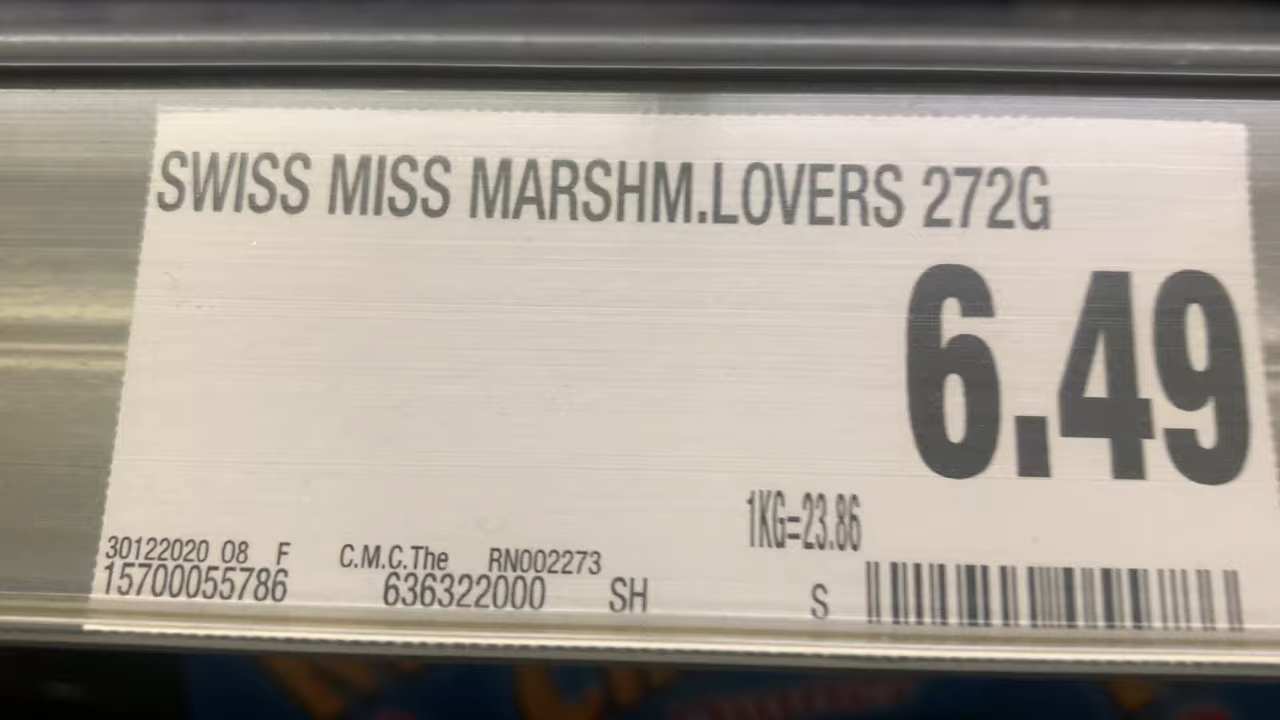 SWISS MISS MARSHM.LOVERS 272G
6.49
1KG=23.86
30122020 08 F C.M.C.The RN002273
15700055786 636322000 SH S